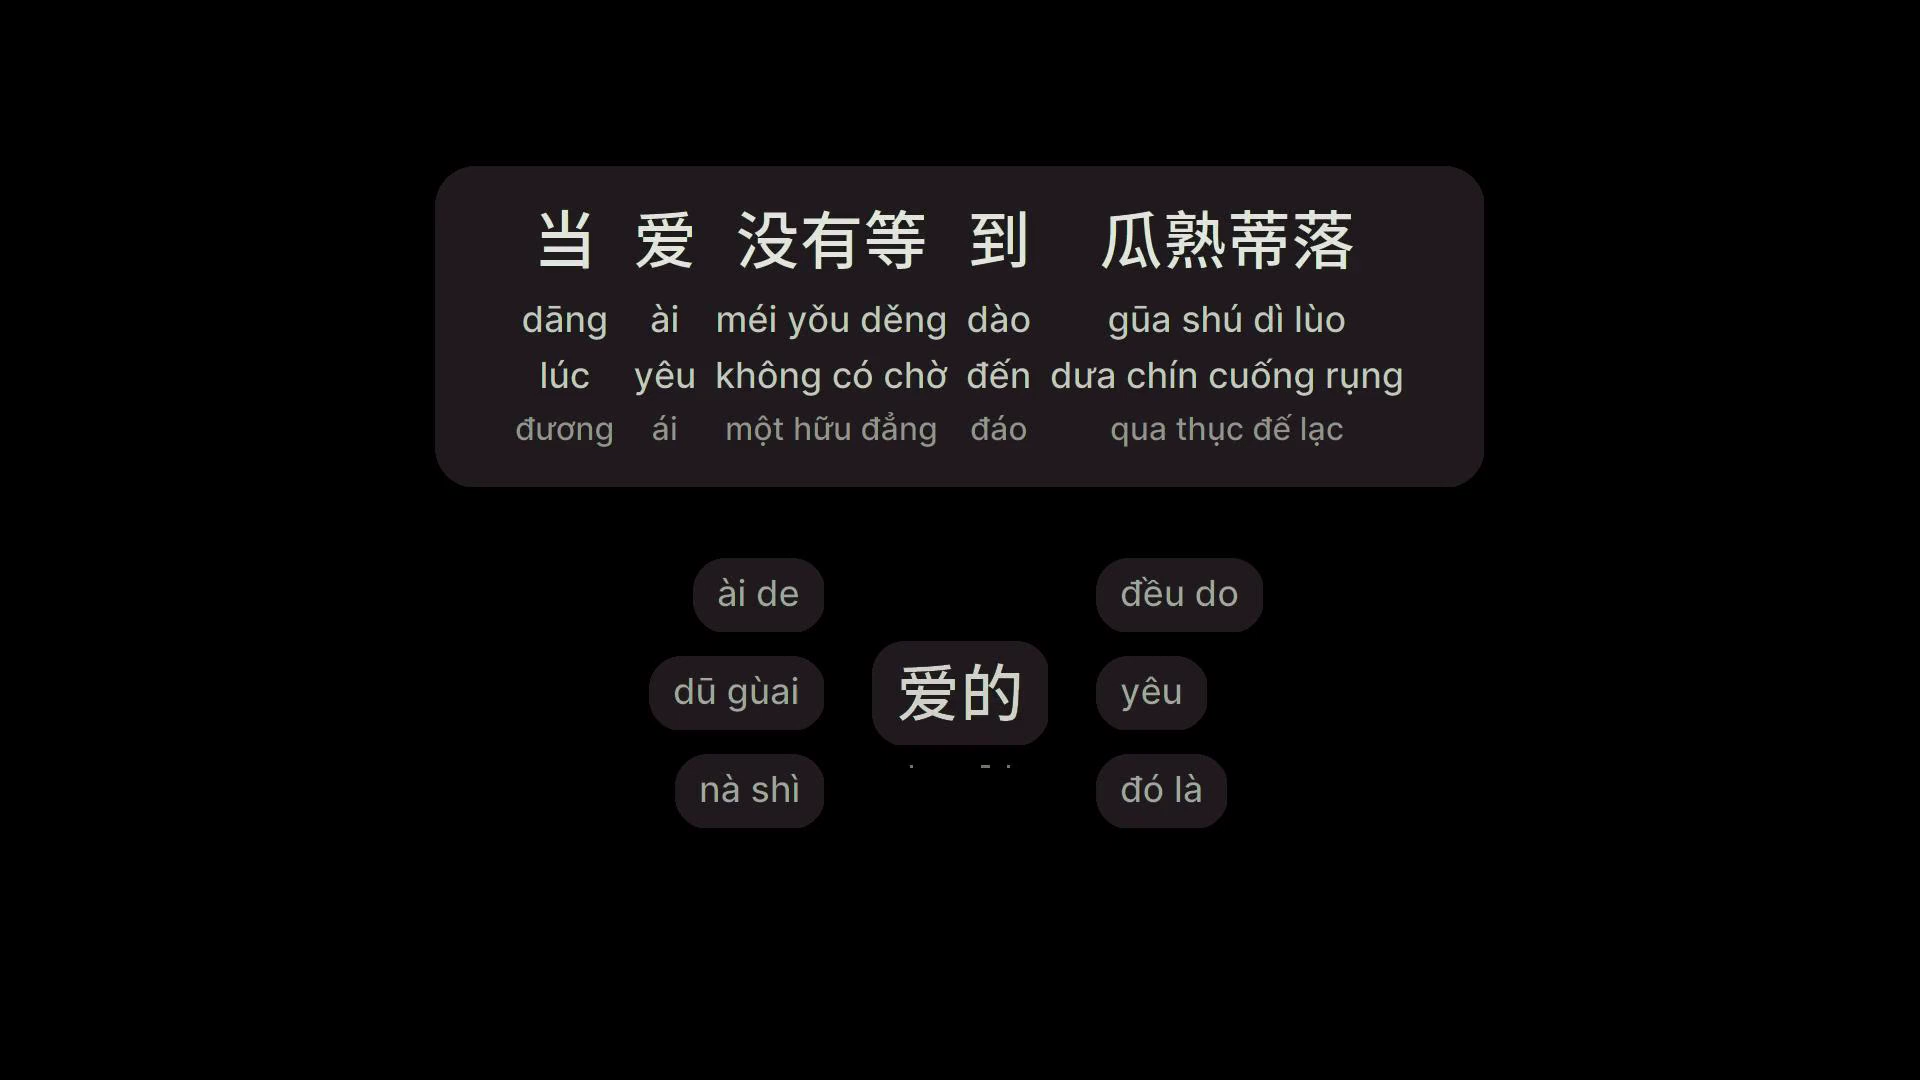 当 爱 没有等 到 瓜熟蒂落
dāng ài méi yǒu děng dào gūa shú dì lùo
lúc yêu không có chờ đến dưa chín cuống rụng
đương ái một hữu đẳng đáo qua thục đế lạc
ài de
đều do
dū gùai
爱的
yêu
nà shì
đó là